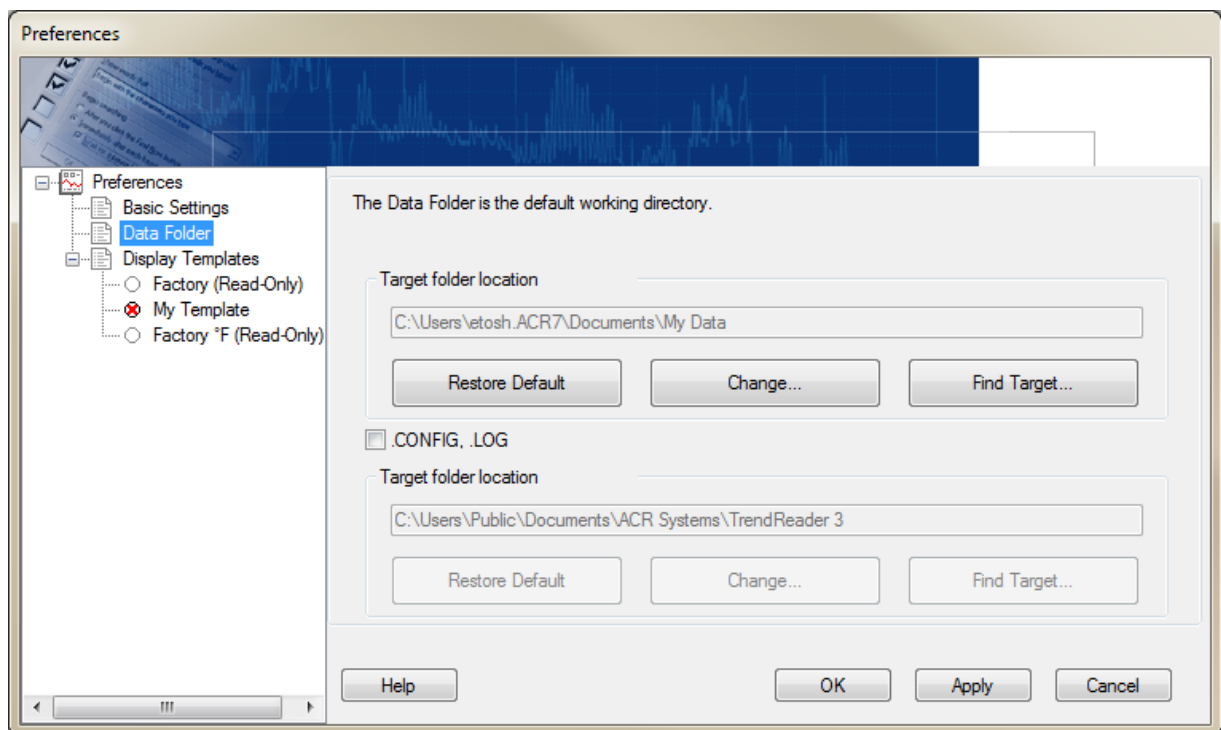 Preferences
Preferences
Basic Settings
Data Folder
Display Templates
Factory (Read-Only)
My Template
Factory °F (Read-Only)
The Data Folder is the default working directory.
Target folder location
C:\Users\etosh.ACR7\Documents\My Data
Restore Default Change... Find Target...
.CONFIG, .LOG
Target folder location
C:\Users\Public\Documents\ACR Systems\TrendReader 3
Restore Default Change... Find Target...
Help OK Apply Cancel